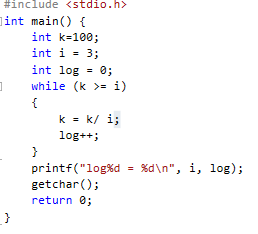 #include <stdio.h>
int main() {
    int k=100;
    int i = 3;
    int log = 0;
    while (k >= i)
    {
        k = k/ i;
        log++;
    }
    printf("log%d = %d\n", i, log);
    getchar();
    return 0;
}